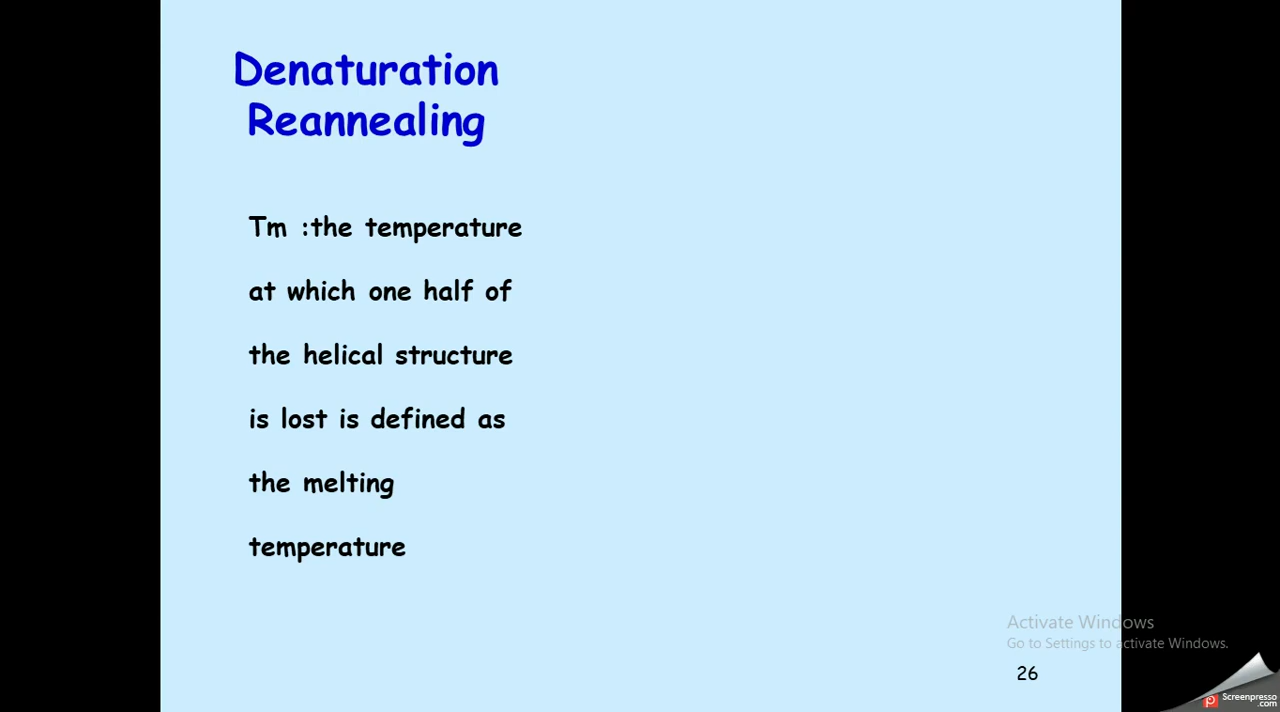 Denaturation
Reannealing
Tm :the temperature
at which one half of
the helical structure
is lost is defined as
the melting
temperature
Activate Windows
Go to Settings to activate Windows.
26
Screenpresso
.com